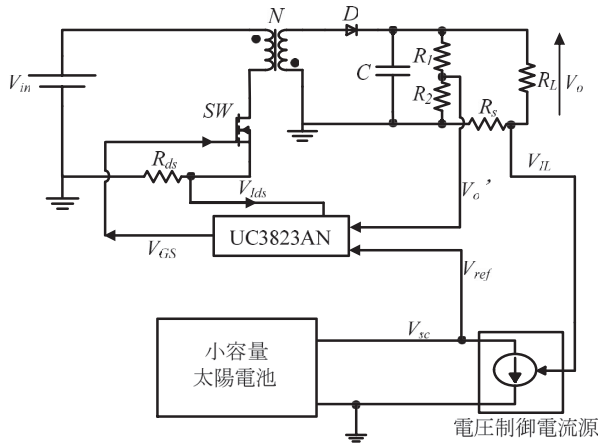 N
D
V_in
C
R_1
R_2
R_L
V_o
SW
R_s
R_ds
V_Ids
V_o'
V_IL
UC3823AN
V_GS
V_ref
V_sc
小容量
太陽電池
電圧制御電流源